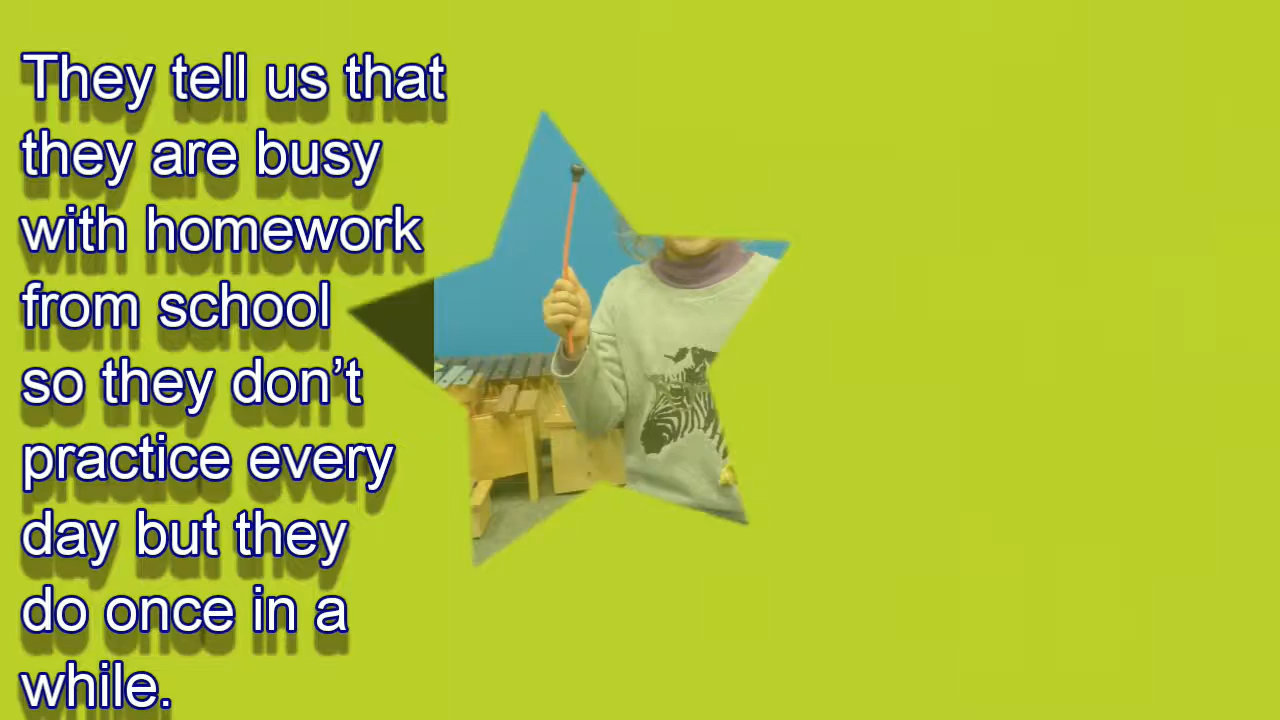 They tell us that
they are busy
with homework
from school
so they don’t
practice every
day but they
do once in a
while.